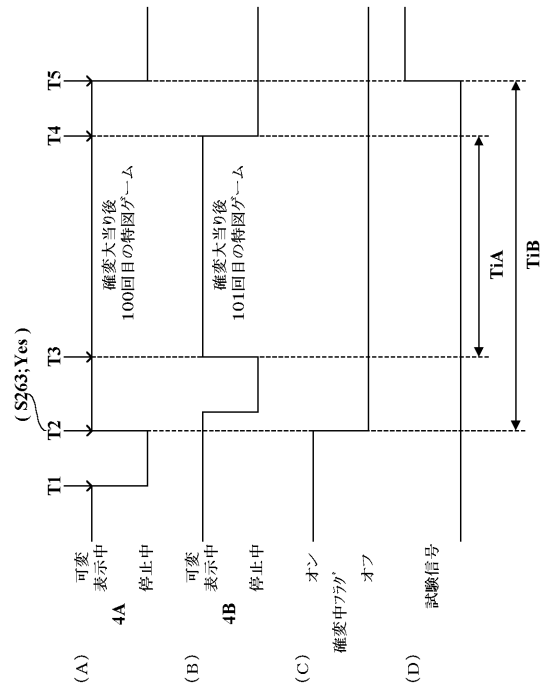 ( S263;Yes )
T1
T2
T3
T4
T5
(A)
可変
表示中
4A
停止中
確変大当り後
100回目の特図ゲーム
(B)
可変
表示中
4B
停止中
確変大当り後
101回目の特図ゲーム
(C)
オン
確変中フラグ
オフ
(D)
試験信号
TiA
TiB